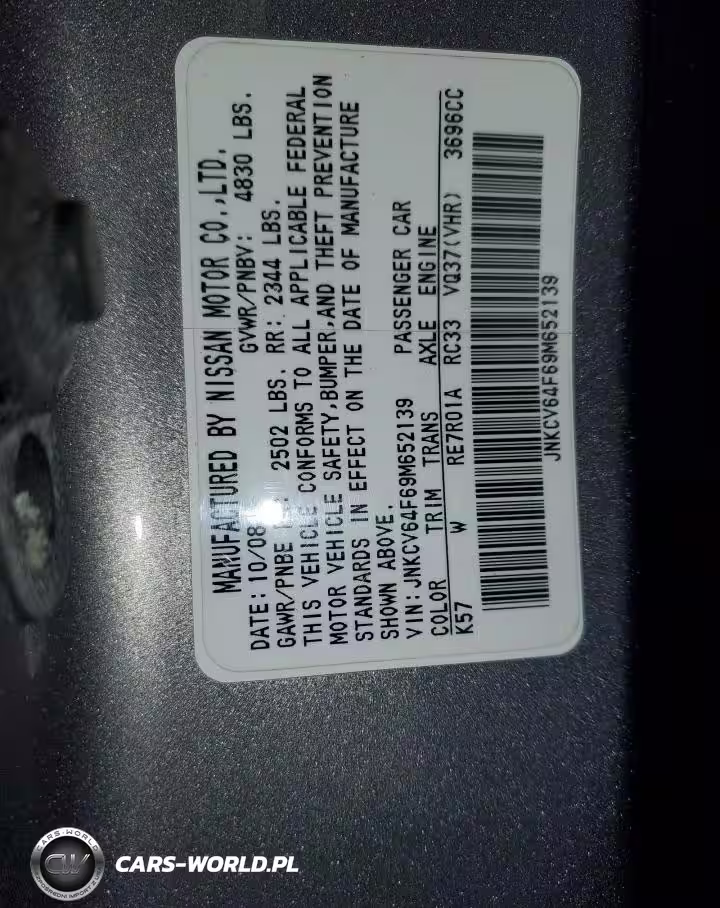 MANUFACTURED BY NISSAN MOTOR CO.,LTD.
DATE: 10/08 GVWR/PNBV: 4830 LBS.
GAWR/PNBE 2502 LBS. RR: 2344 LBS.
THIS VEHICLE CONFORMS TO ALL APPLICABLE FEDERAL
MOTOR VEHICLE SAFETY,BUMPER,AND THEFT PREVENTION
STANDARDS IN EFFECT ON THE DATE OF MANUFACTURE
SHOWN ABOVE.
VIN: JNKCV64F69M652139 PASSENGER CAR
COLOR TRIM TRANS AXLE ENGINE
K57 W RE7R01A RC33 VQ37(VHR) 3696CC
JNKCV64F69M652139
CARS-WORLD
CW
CARS-WORLD.PL